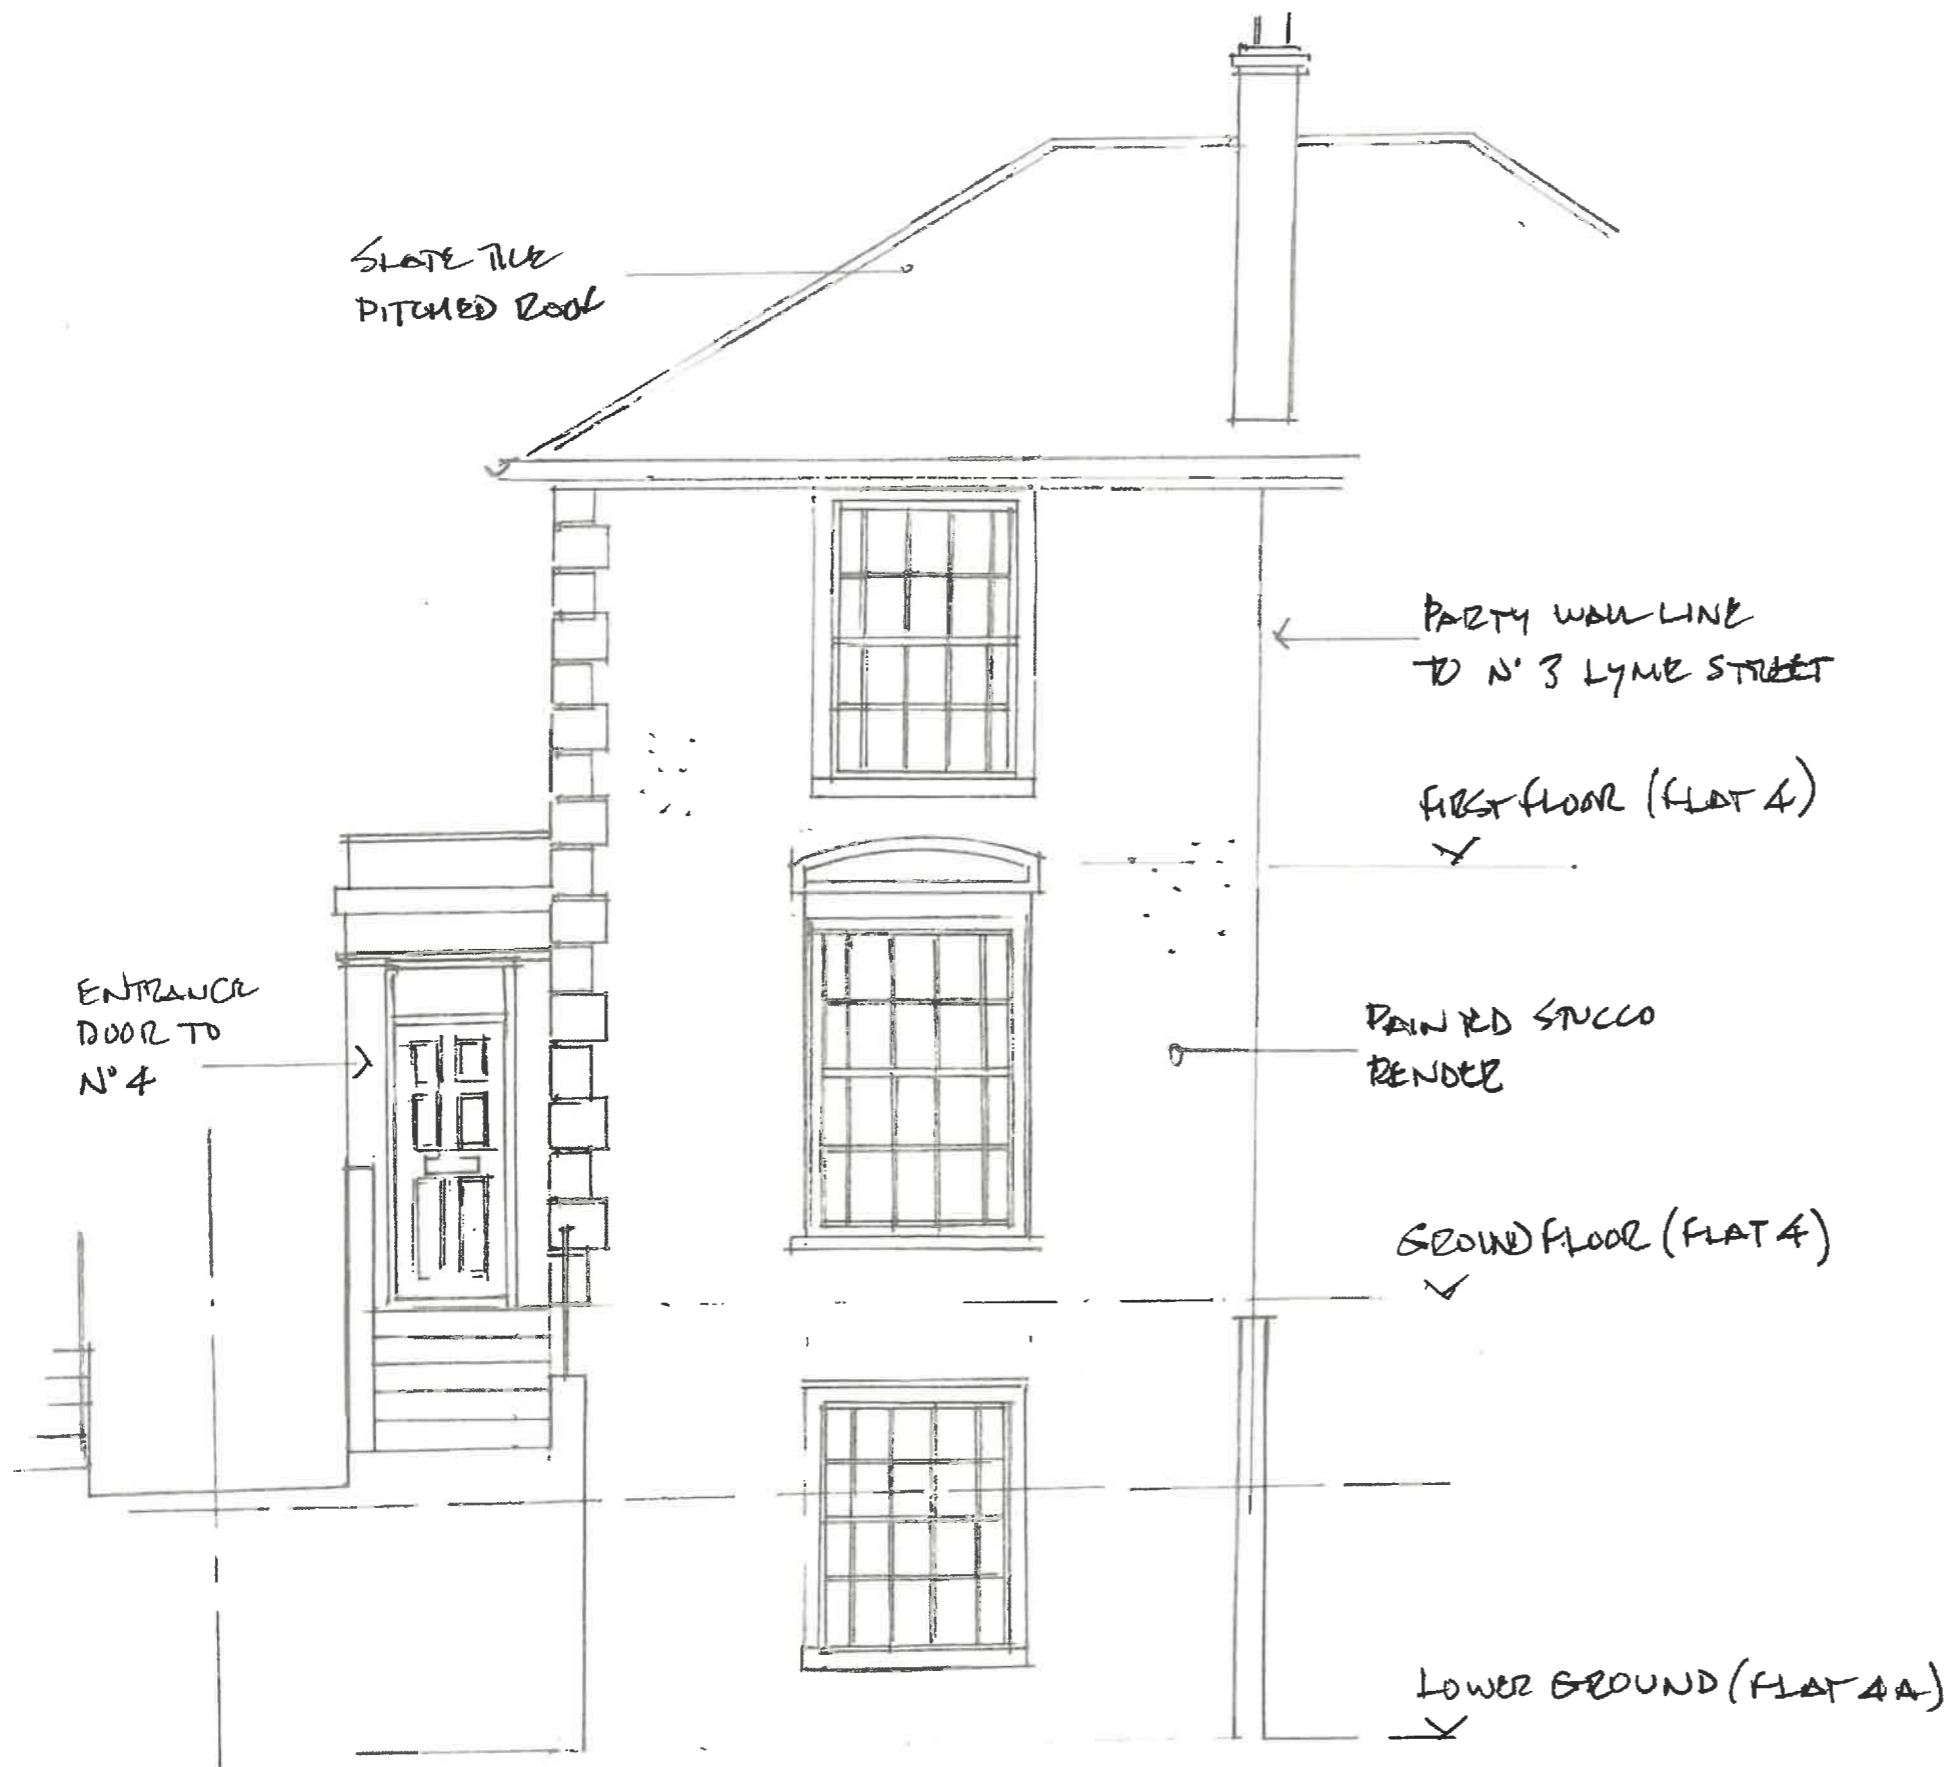 SLATE TILE
PITCHED ROOF
PARTY WALL LINE
TO Nº 3 LYME STREET
FIRST FLOOR (FLAT 4)
ENTRANCE
DOOR TO
Nº 4
PAINTED STUCCO
RENDER
GROUND FLOOR (FLAT 4)
LOWER GROUND (FLAT 4A)